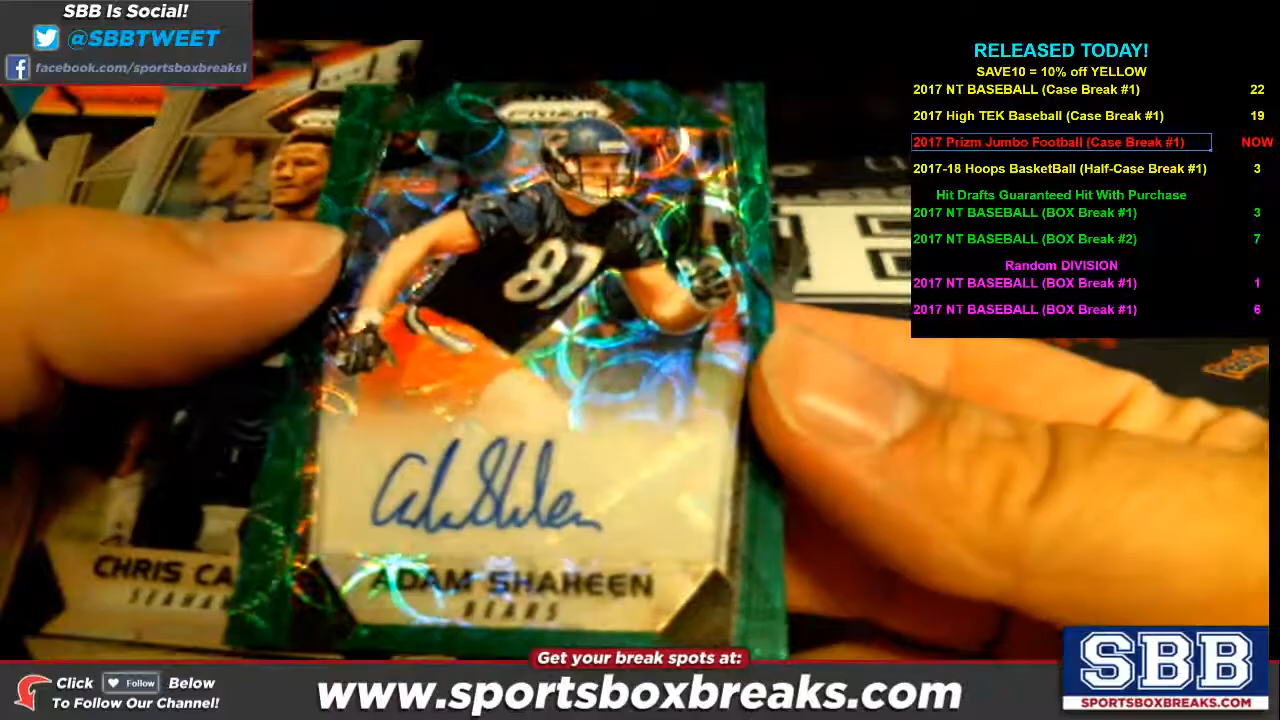 SBB Is Social!
@SBBTWEET
facebook.com/sportsboxbreaks1
RELEASED TODAY!
SAVE10 = 10% off YELLOW
2017 NT BASEBALL (Case Break #1) 22
2017 High TEK Baseball (Case Break #1) 19
2017 Prizm Jumbo Football (Case Break #1) NOW
2017-18 Hoops BasketBall (Half-Case Break #1) 3
Hit Drafts Guaranteed Hit With Purchase
2017 NT BASEBALL (BOX Break #1) 3
2017 NT BASEBALL (BOX Break #2) 7
Random DIVISION
2017 NT BASEBALL (BOX Break #1) 1
2017 NT BASEBALL (BOX Break #1) 6
PRIZM
87
CHRIS CA
SEAHAW
ADAM SHAHEEN
BEARS
Get your break spots at:
Click Follow Below
To Follow Our Channel!
www.sportsboxbreaks.com
SBB
SPORTSBOXBREAKS.COM